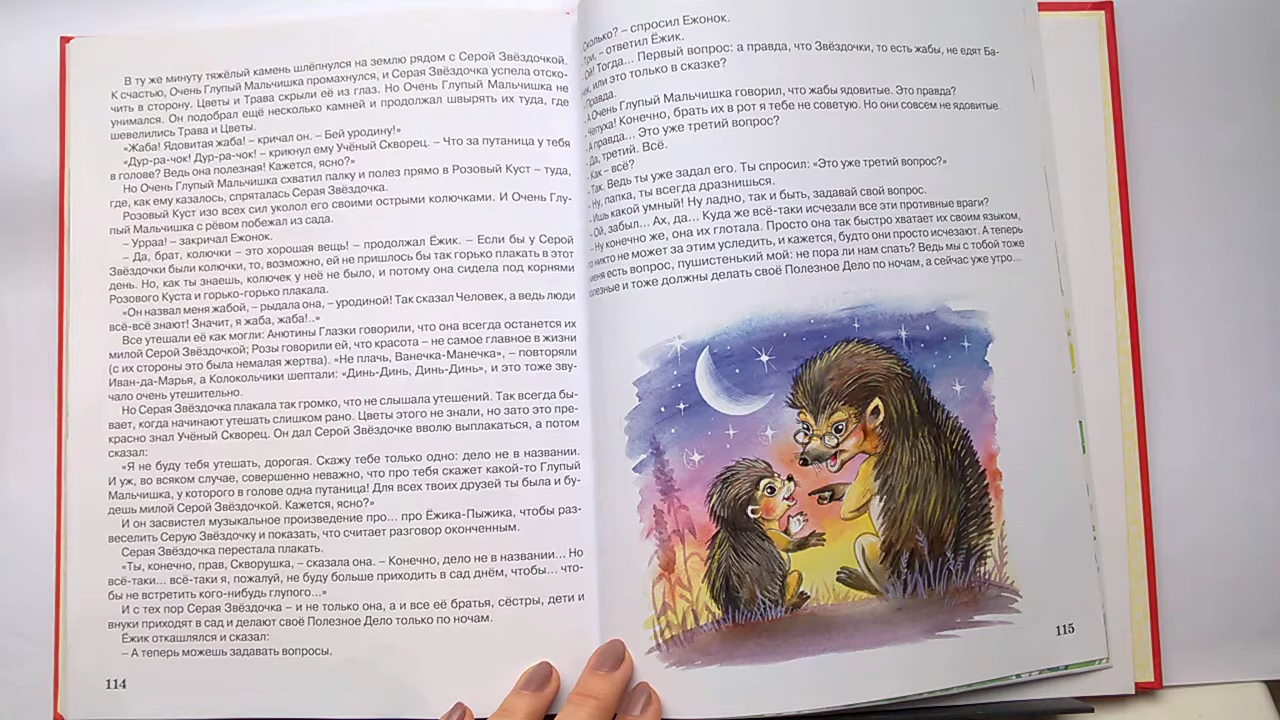 В ту же минуту тяжёлый камень шлёпнулся на землю рядом с Серой Звёздочкой.
К счастью, Очень Глупый Мальчишка промахнулся, и Серая Звёздочка успела отско-
чить в сторону. Цветы и Трава скрыли её из глаз. Но Очень Глупый Мальчишка не
унимался. Он подобрал ещё несколько камней и продолжал швырять их туда, где
шевелились Трава и Цветы.
«Жаба! Ядовитая жаба! – кричал он. – Бей уродину!»
«Дур-ра-чок! Дур-ра-чок! – крикнул ему Учёный Скворец. – Что за путаница у тебя
в голове? Ведь она полезная! Кажется, ясно?»
Но Очень Глупый Мальчишка схватил палку и полез прямо в Розовый Куст – туда,
где, как ему казалось, спряталась Серая Звёздочка.
Розовый Куст изо всех сил уколол его своими острыми колючками. И Очень Глу-
пый Мальчишка с рёвом побежал из сада.
– Урраа! – закричал Ежонок.
– Да, брат, колючки – это хорошая вещь! – продолжал Ёжик. – Если бы у Серой
Звёздочки были колючки, то, возможно, ей не пришлось бы так горько плакать в этот
день. Но, как ты знаешь, колючек у неё не было, и потому она сидела под корнями
Розового Куста и горько-горько плакала.
«Он назвал меня жабой, – рыдала она, – уродиной! Так сказал Человек, а ведь люди
всё-всё знают! Значит, я жаба, жаба!..»
Все утешали её как могли: Анютины Глазки говорили, что она всегда останется их
милой Серой Звёздочкой; Розы говорили ей, что красота – не самое главное в жизни
(с их стороны это была немалая жертва). «Не плачь, Ванечка-Манечка», – повторяли
Иван-да-Марья, а Колокольчики шептали: «Динь-Динь, Динь-Динь», и это тоже зву-
чало очень утешительно.
Но Серая Звёздочка плакала так громко, что не слышала утешений. Так всегда бы-
вает, когда начинают утешать слишком рано. Цветы этого не знали, но зато это пре-
красно знал Учёный Скворец. Он дал Серой Звёздочке вволю выплакаться, а потом
сказал:
«Я не буду тебя утешать, дорогая. Скажу тебе только одно: дело не в названии.
И уж, во всяком случае, совершенно неважно, что про тебя скажет какой-то Глупый
Мальчишка, у которого в голове одна путаница! Для всех твоих друзей ты была и бу-
дешь милой Серой Звёздочкой. Кажется, ясно?»
И он засвистел музыкальное произведение про... про Ёжика-Пыжика, чтобы раз-
веселить Серую Звёздочку и показать, что считает разговор оконченным.
Серая Звёздочка перестала плакать.
«Ты, конечно, прав, Скворушка, – сказала она. – Конечно, дело не в названии... Но
всё-таки... всё-таки я, пожалуй, не буду больше приходить в сад днём, чтобы... что-
бы не встретить кого-нибудь глупого...»
И с тех пор Серая Звёздочка – и не только она, а и все её братья, сёстры, дети и
внуки приходят в сад и делают своё Полезное Дело только по ночам.
Ёжик откашлялся и сказал:
– А теперь можешь задавать вопросы.
114
Сколько? – спросил Ежонок.
Три, – ответил Ёжик.
Ой! Тогда... Первый вопрос: а правда, что Звёздочки, то есть жабы, не едят Ба-
чек, или это только в сказке?
Правда.
А Очень Глупый Мальчишка говорил, что жабы ядовитые. Это правда?
Чепуха! Конечно, брать их в рот я тебе не советую. Но они совсем не ядовитые.
А правда... Это уже третий вопрос?
Да, третий. Всё.
Как – всё?
Так. Ведь ты уже задал его. Ты спросил: «Это уже третий вопрос?»
Ну, папка, ты всегда дразнишься.
Ишь какой умный! Ну ладно, так и быть, задавай свой вопрос.
Ой, забыл... Ах, да... Куда же всё-таки исчезали все эти противные враги?
Ну конечно же, она их глотала. Просто она так быстро хватает их своим языком,
никто не может за этим уследить, и кажется, будто они просто исчезают. А теперь
меня есть вопрос, пушистенький мой: не пора ли нам спать? Ведь мы с тобой тоже
полезные и тоже должны делать своё Полезное Дело по ночам, а сейчас уже утро...
115